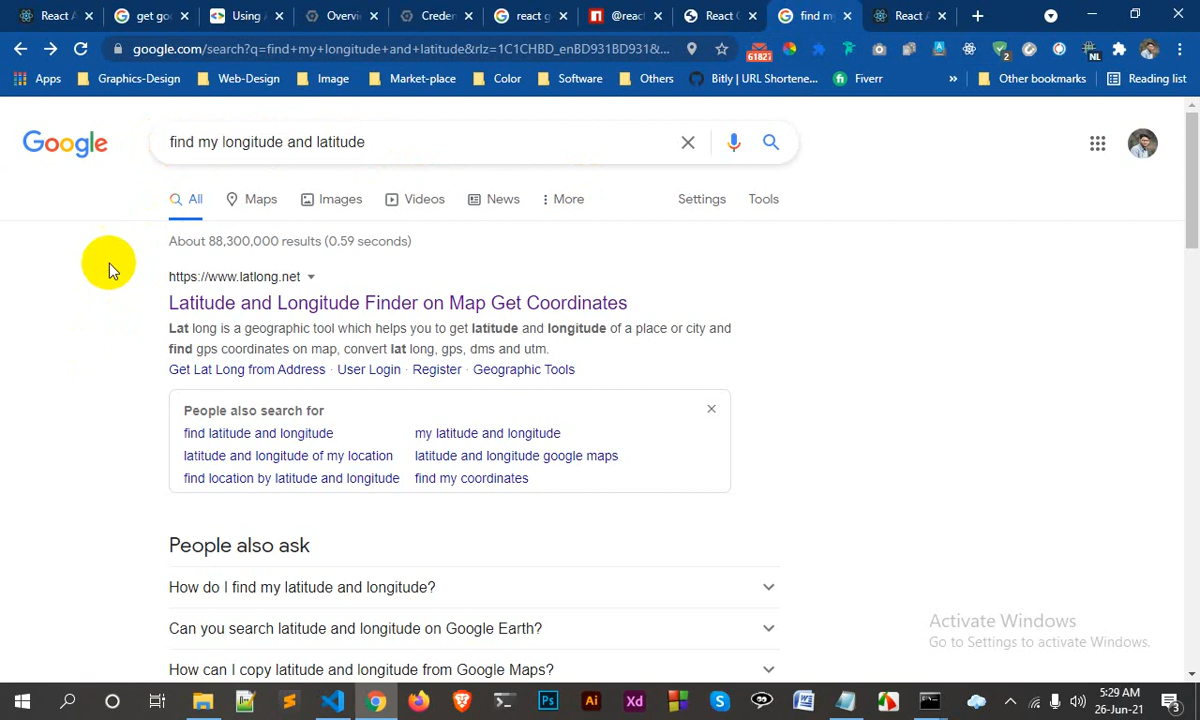 React A
get go
Using
Overvi
Creden
react g
@reac
React C
find my
React A
google.com/search?q=find+my+longitude+and+latitude&rlz=1C1CHBD_enBD931BD931&...
61827
2
NL
Apps
Graphics-Design
Web-Design
Image
Market-place
Color
Software
Others
Bitly | URL Shortene...
Fiverr
»
Other bookmarks
Reading list
Google
find my longitude and latitude
All
Maps
Images
Videos
News
More
Settings
Tools
About 88,300,000 results (0.59 seconds)
https://www.latlong.net
Latitude and Longitude Finder on Map Get Coordinates
Lat long is a geographic tool which helps you to get latitude and longitude of a place or city and
find gps coordinates on map, convert lat long, gps, dms and utm.
Get Lat Long from Address · User Login · Register · Geographic Tools
People also search for
find latitude and longitude
my latitude and longitude
latitude and longitude of my location
latitude and longitude google maps
find location by latitude and longitude
find my coordinates
People also ask
How do I find my latitude and longitude?
Can you search latitude and longitude on Google Earth?
How can I copy latitude and longitude from Google Maps?
Activate Windows
Go to Settings to activate Windows.
Ps
Ai
Xd
5:29 AM
26-Jun-21
3